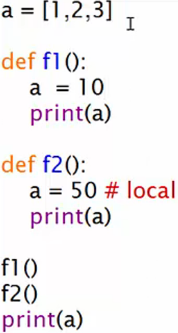 a = [1,2,3]
def f1():
a  = 10
print(a)
def f2():
a = 50 # local
print(a)
f1()
f2()
print(a)